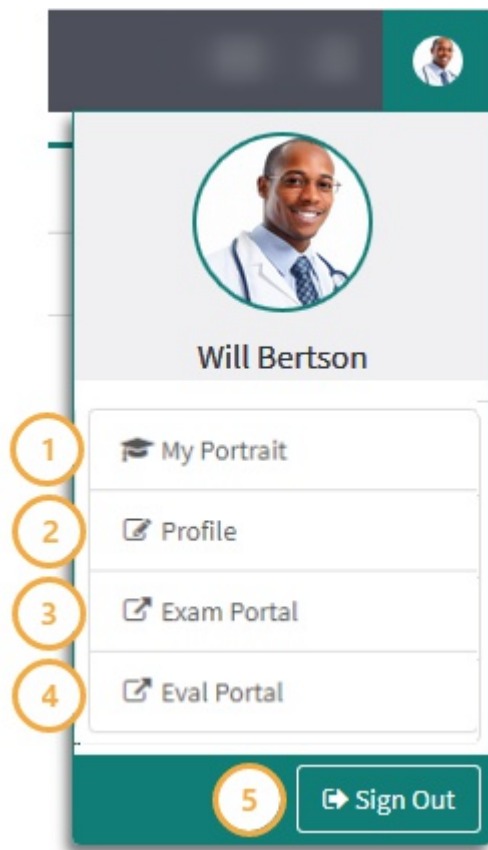 Will Bertson
1 My Portrait
2 Profile
3 Exam Portal
4 Eval Portal
5 Sign Out